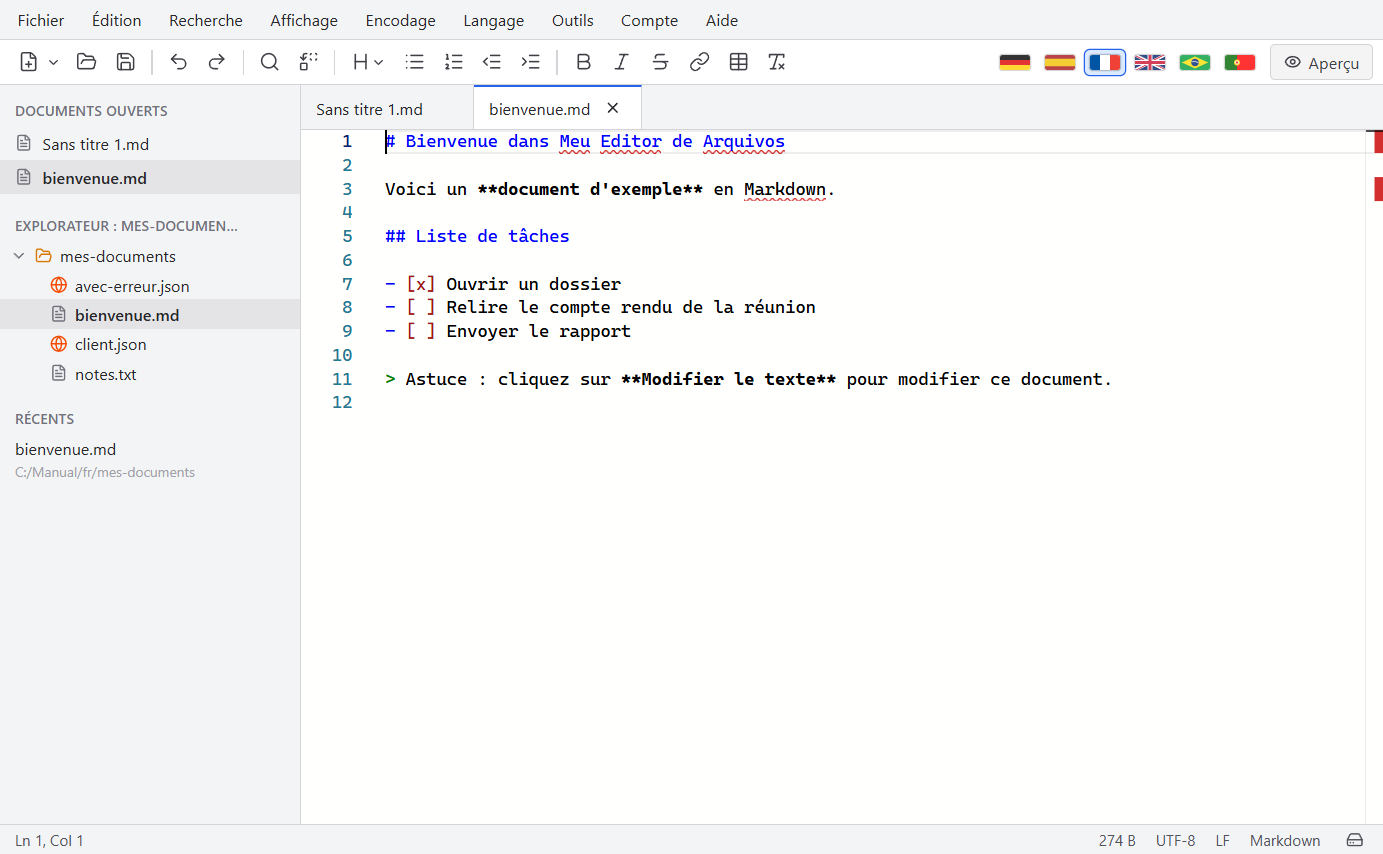 Fichier Édition Recherche Affichage Encodage Langage Outils Compte Aide
H B I S Aperçu
DOCUMENTS OUVERTS
Sans titre 1.md
bienvenue.md
EXPLORATEUR : MES-DOCUMEN...
mes-documents
avec-erreur.json
bienvenue.md
client.json
notes.txt
RÉCENTS
bienvenue.md
C:/Manual/fr/mes-documents
Sans titre 1.md bienvenue.md
1 # Bienvenue dans Meu Editor de Arquivos
2
3 Voici un **document d'exemple** en Markdown.
4
5 ## Liste de tâches
6
7 - [x] Ouvrir un dossier
8 - [ ] Relire le compte rendu de la réunion
9 - [ ] Envoyer le rapport
10
11 > Astuce : cliquez sur **Modifier le texte** pour modifier ce document.
12
Ln 1, Col 1 274 B UTF-8 LF Markdown